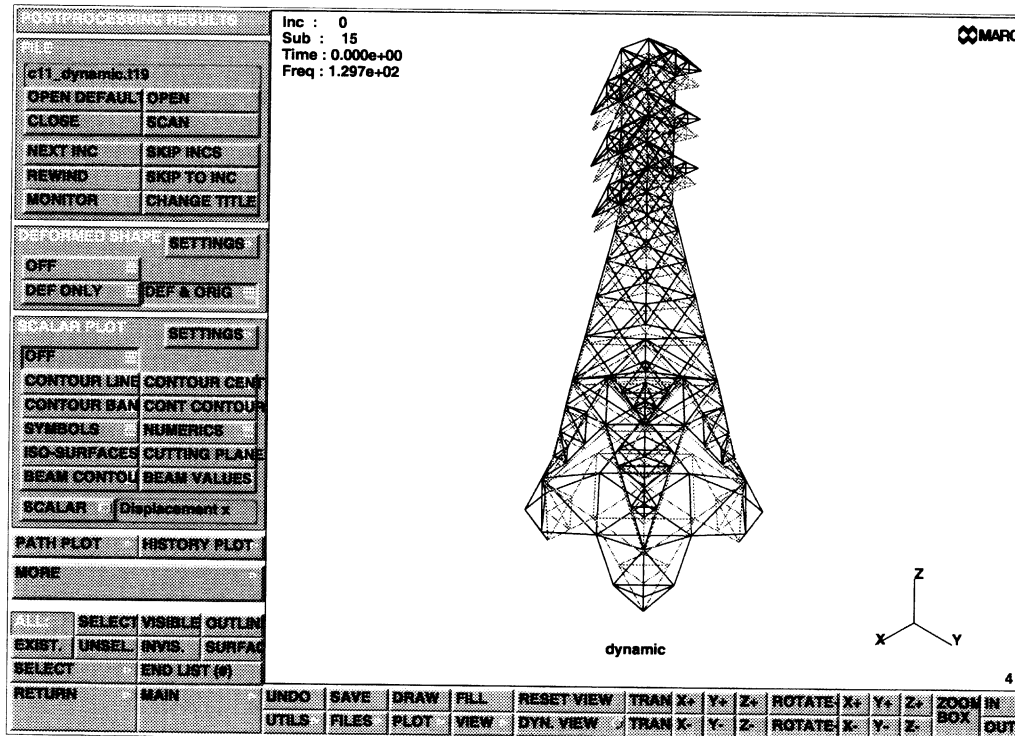 POSTPROCESSING RESULTS
FILE
c11_dynamic.t19
OPEN DEFAULT OPEN
CLOSE SCAN
NEXT INC SKIP INCS
REWIND SKIP TO INC
MONITOR CHANGE TITLE
DEFORMED SHAPE SETTINGS
OFF
DEF ONLY DEF & ORIG
SCALAR PLOT SETTINGS
OFF
CONTOUR LINE CONTOUR CENT
CONTOUR BAN CONT CONTOUR
SYMBOLS NUMERICS
ISO-SURFACES CUTTING PLANE
BEAM CONTOU BEAM VALUES
SCALAR Displacement x
PATH PLOT HISTORY PLOT
MORE
ALL: SELECT VISIBLE OUTLIN
EXIST. UNSEL. INVIS. SURFAC
SELECT END LIST (#)
RETURN MAIN
Inc : 0
Sub : 15
Time : 0.000e+00
Freq : 1.297e+02
MARC
Z
X Y
dynamic
4
UNDO SAVE DRAW FILL RESET VIEW TRAN X+ Y+ Z+ ROTATE X+ Y+ Z+ ZOOM IN
UTILS FILES PLOT VIEW DYN. VIEW TRAN X- Y- Z- ROTATE X- Y- Z- BOX OUT